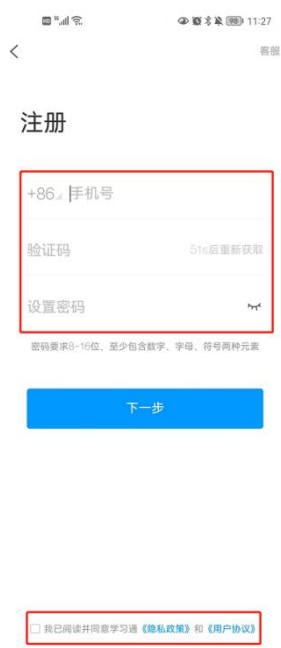 HD 5G 98 11:27
客服
注册
+86 手机号
验证码 51s后重新获取
设置密码
密码要求8-16位，至少包含数字、字母、符号两种元素
下一步
我已阅读并同意学习通《隐私政策》和《用户协议》